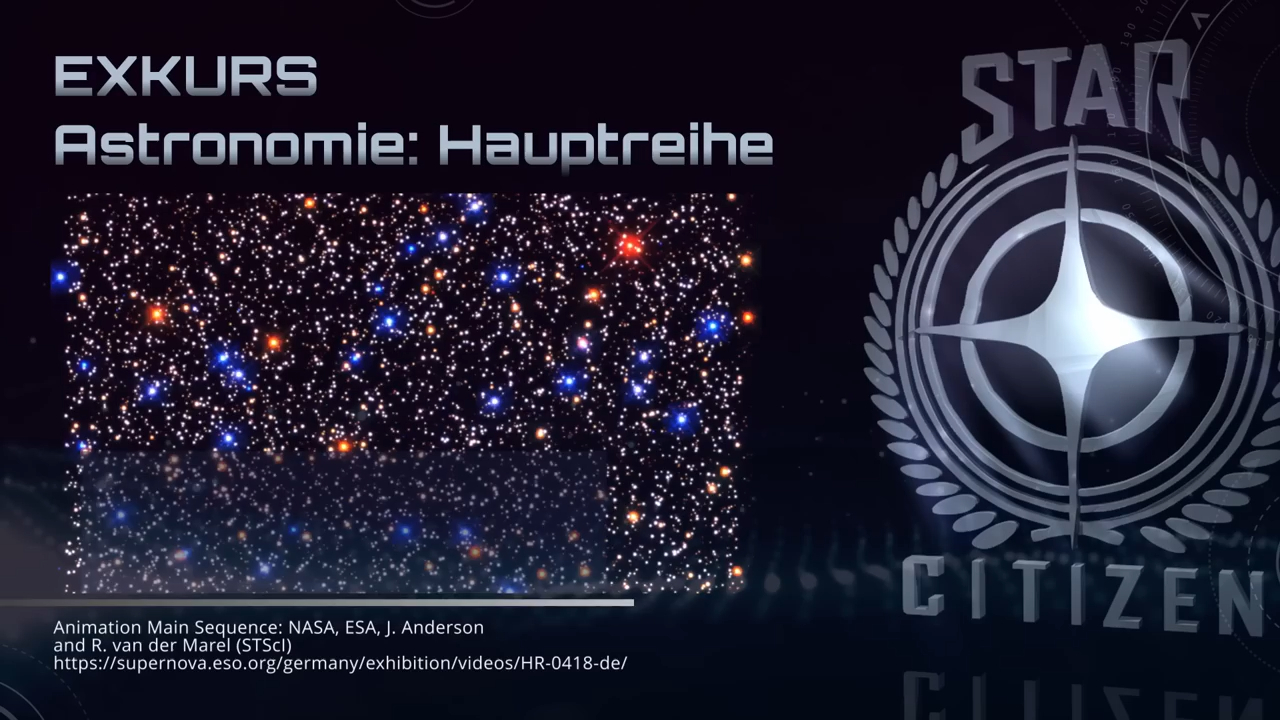 EXKURS
Astronomie: Hauptreihe
STAR
CITIZEN
Animation Main Sequence: NASA, ESA, J. Anderson
and R. van der Marel (STScI)
https://supernova.eso.org/germany/exhibition/videos/HR-0418-de/